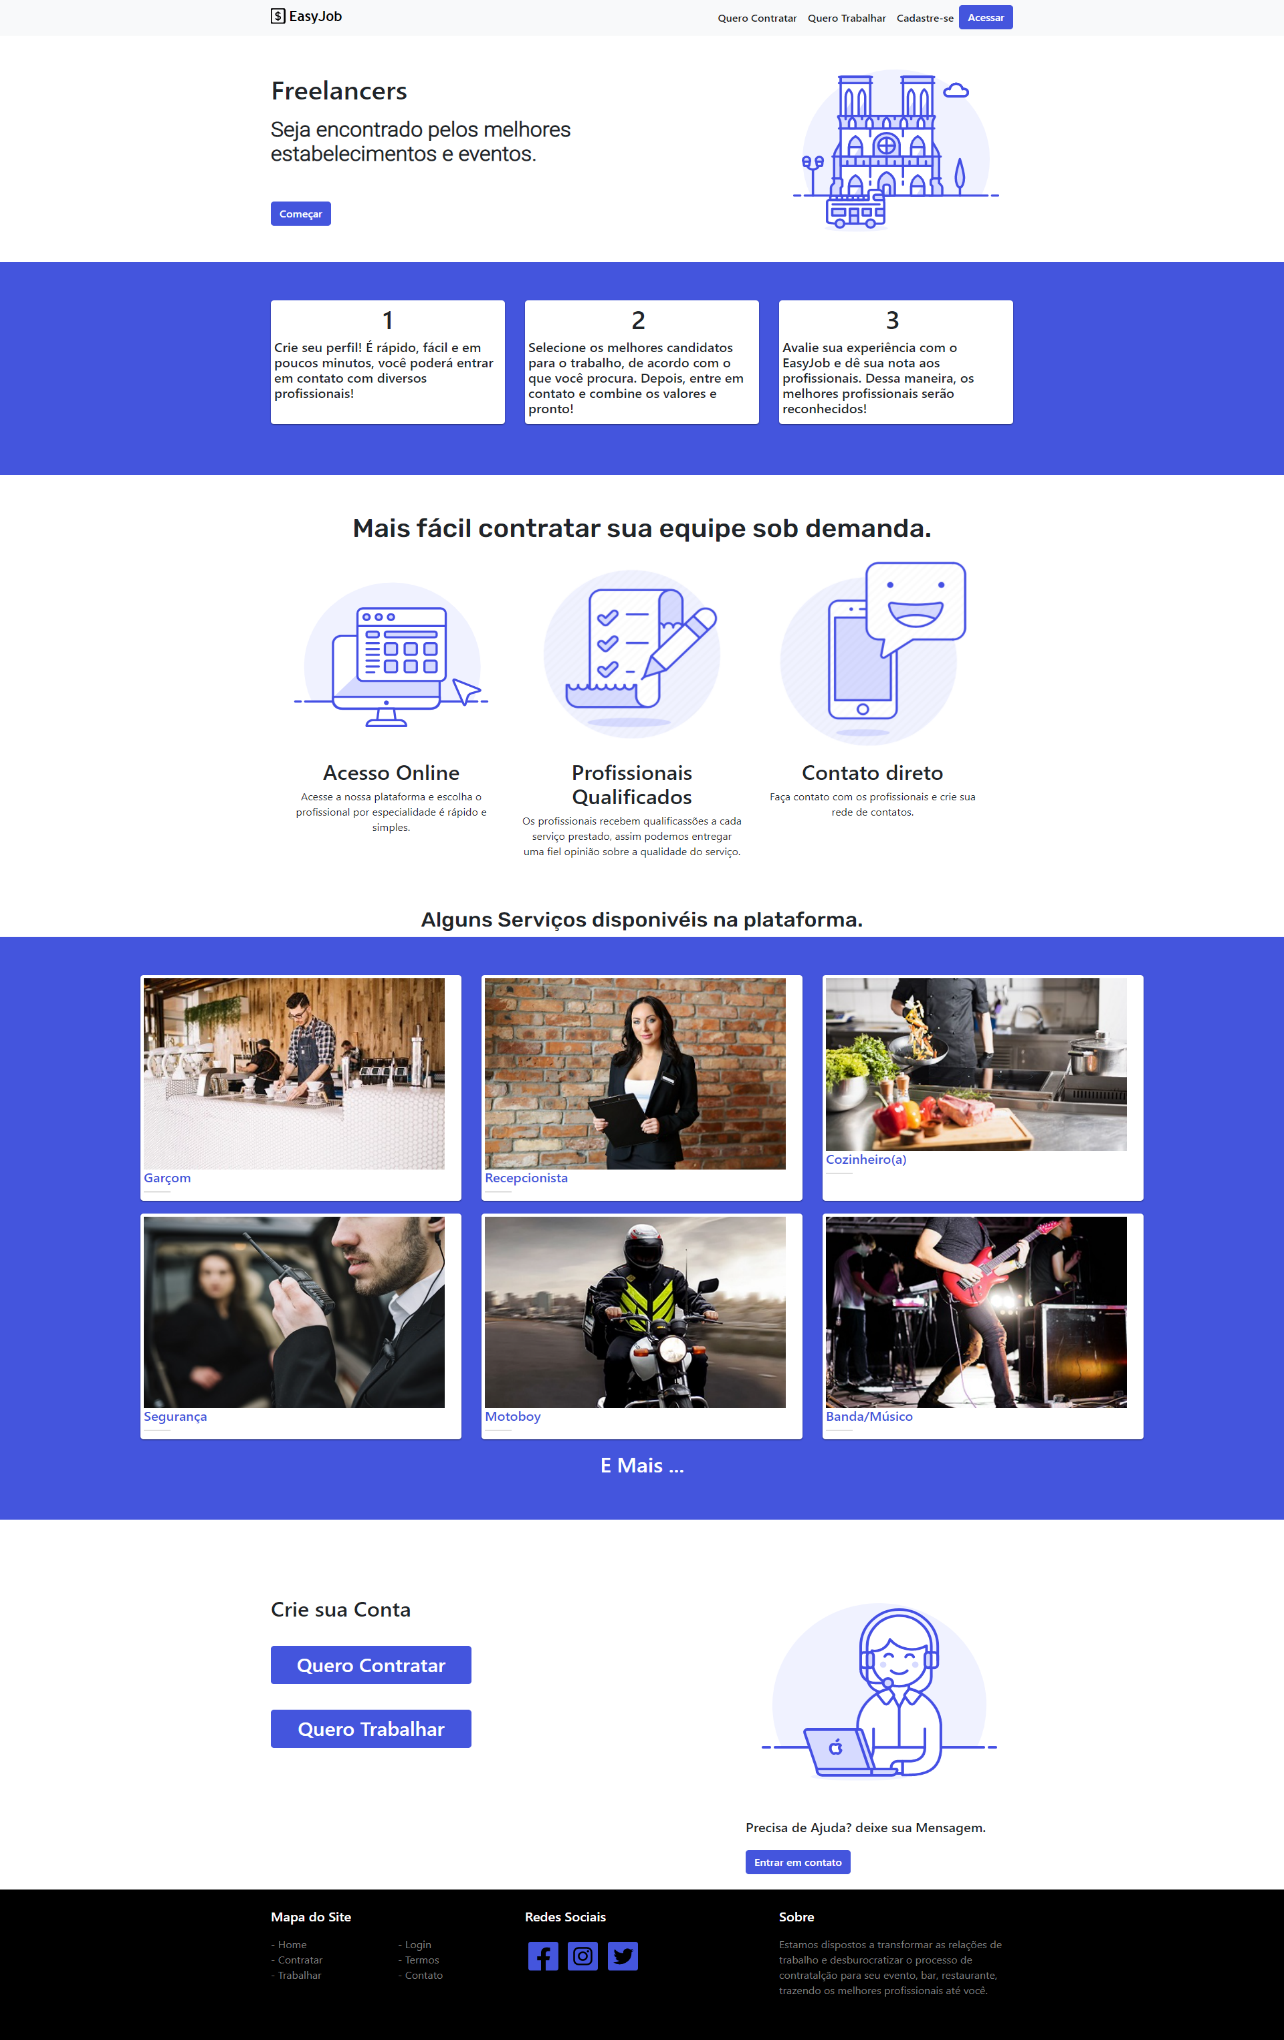 EasyJob
Quero Contratar
Quero Trabalhar
Cadastre-se
Acessar
Freelancers
Seja encontrado pelos melhores
estabelecimentos e eventos.
Começar
1
Crie seu perfil! É rápido, fácil e em
poucos minutos, você poderá entrar
em contato com diversos
profissionais!
2
Selecione os melhores candidatos
para o trabalho, de acordo com o
que você procura. Depois, entre em
contato e combine os valores e
pronto!
3
Avalie sua experiência com o
EasyJob e dê sua nota aos
profissionais. Dessa maneira, os
melhores profissionais serão
reconhecidos!
Mais fácil contratar sua equipe sob demanda.
Acesso Online
Acesse a nossa plataforma e escolha o
profissional por especialidade é rápido e
simples.
Profissionais
Qualificados
Os profissionais recebem qualificassões a cada
serviço prestado, assim podemos entregar
uma fiel opinião sobre a qualidade do serviço.
Contato direto
Faça contato com os profissionais e crie sua
rede de contatos.
Alguns Serviços disponivéis na plataforma.
Garçom
Recepcionista
Cozinheiro(a)
Segurança
Motoboy
Banda/Músico
E Mais ...
Crie sua Conta
Quero Contratar
Quero Trabalhar
Precisa de Ajuda? deixe sua Mensagem.
Entrar em contato
Mapa do Site
- Home
- Contratar
- Trabalhar
- Login
- Termos
- Contato
Redes Sociais
Sobre
Estamos dispostos a transformar as relações de
trabalho e desburocratizar o processo de
contratalção para seu evento, bar, restaurante,
trazendo os melhores profissionais até você.